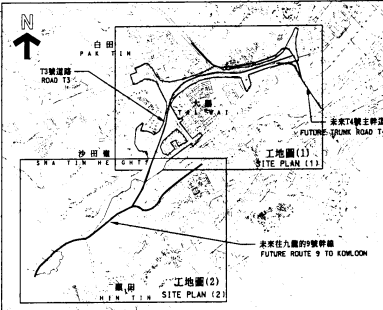 N
白田
PAK TIN
T3號道路
ROAD T3
大圍
TAI WAI
未來T4號主幹道
FUTURE TRUNK ROAD T4
沙田嶺
SHA TIN HEIGHTS
工地圖(1)
SITE PLAN (1)
未來往九龍的9號幹線
FUTURE ROUTE 9 TO KOWLOON
顯田
HIN TIN
工地圖(2)
SITE PLAN (2)